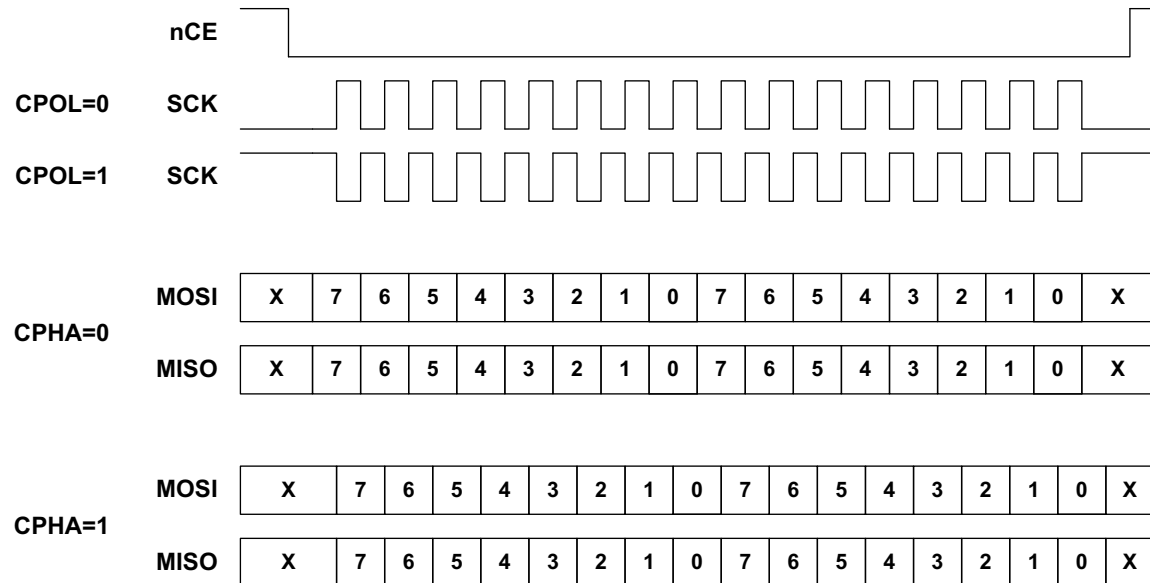 nCE
CPOL=0 SCK
CPOL=1 SCK
MOSI X 7 6 5 4 3 2 1 0 7 6 5 4 3 2 1 0 X
CPHA=0
MISO X 7 6 5 4 3 2 1 0 7 6 5 4 3 2 1 0 X
MOSI X 7 6 5 4 3 2 1 0 7 6 5 4 3 2 1 0 X
CPHA=1
MISO X 7 6 5 4 3 2 1 0 7 6 5 4 3 2 1 0 X